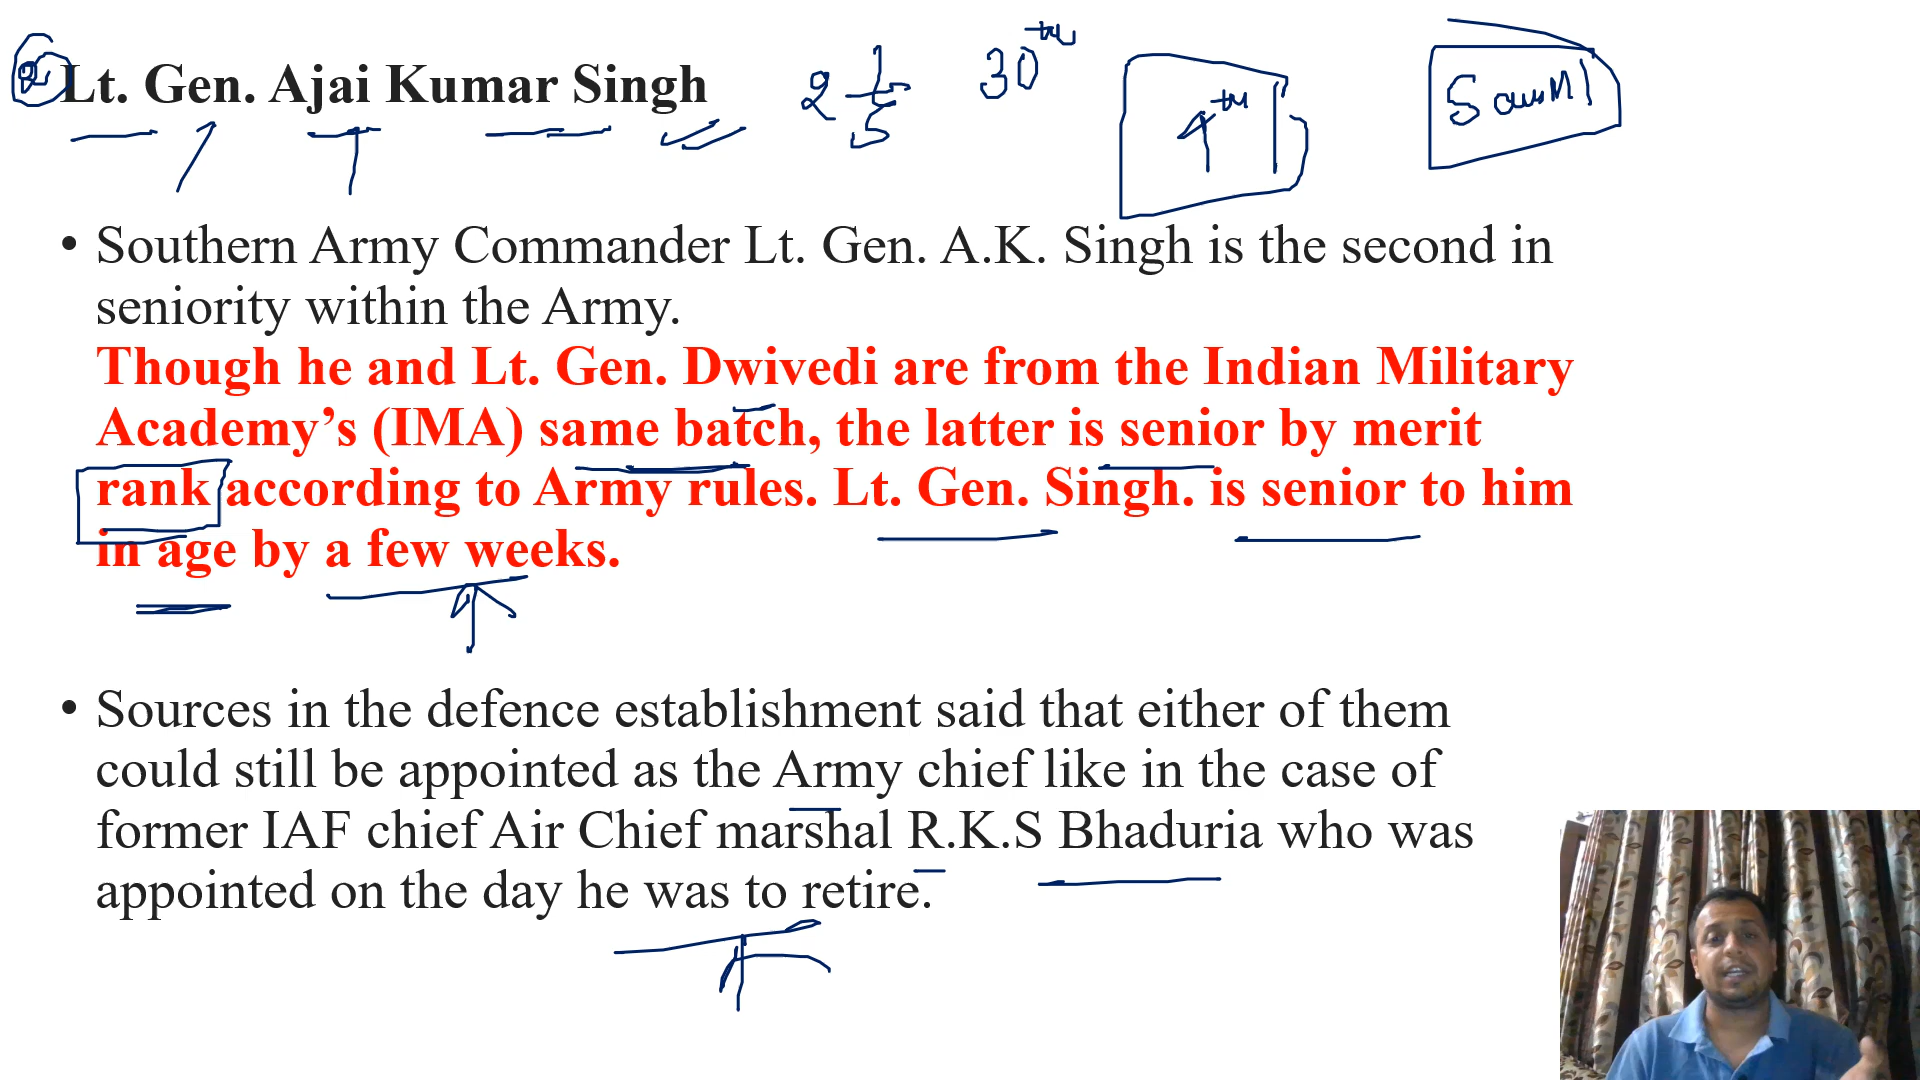 Lt. Gen. Ajai Kumar Singh
2 1/5
30th
4th
• Southern Army Commander Lt. Gen. A.K. Singh is the second in
seniority within the Army.
Though he and Lt. Gen. Dwivedi are from the Indian Military
Academy’s (IMA) same batch, the latter is senior by merit
rank according to Army rules. Lt. Gen. Singh. is senior to him
in age by a few weeks.
• Sources in the defence establishment said that either of them
could still be appointed as the Army chief like in the case of
former IAF chief Air Chief marshal R.K.S Bhaduria who was
appointed on the day he was to retire.